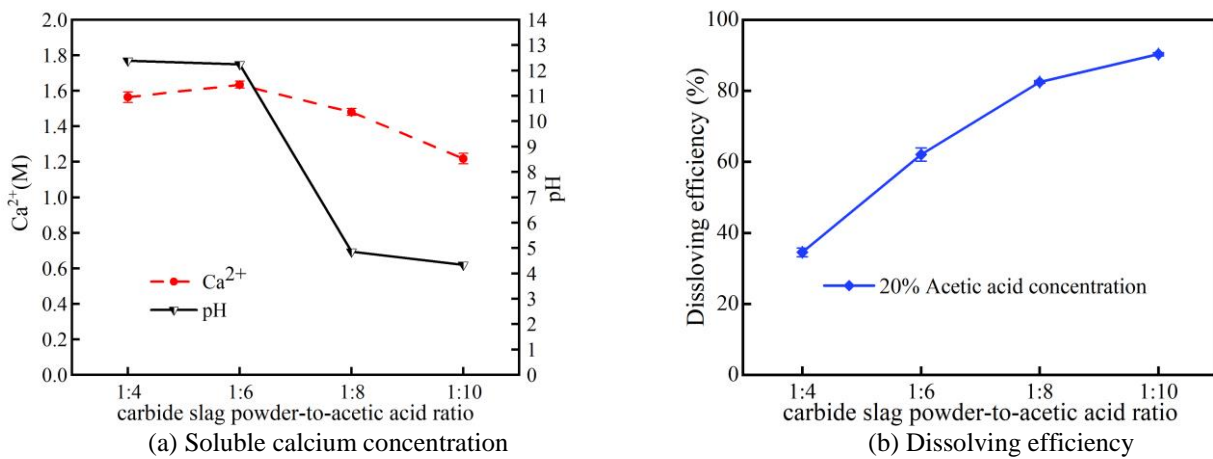 2.0
1.8
1.6
1.4
1.2
1.0
0.8
0.6
0.4
0.2
0.0
Ca2+(M)
14
13
12
11
10
9
8
7
6
5
4
3
2
1
0
pH
Ca2+
pH
1:4 1:6 1:8 1:10
carbide slag powder-to-acetic acid ratio
(a) Soluble calcium concentration
100
80
60
40
20
0
Dissloving efficiency (%)
20% Acetic acid concentration
1:4 1:6 1:8 1:10
carbide slag powder-to-acetic acid ratio
(b) Dissolving efficiency